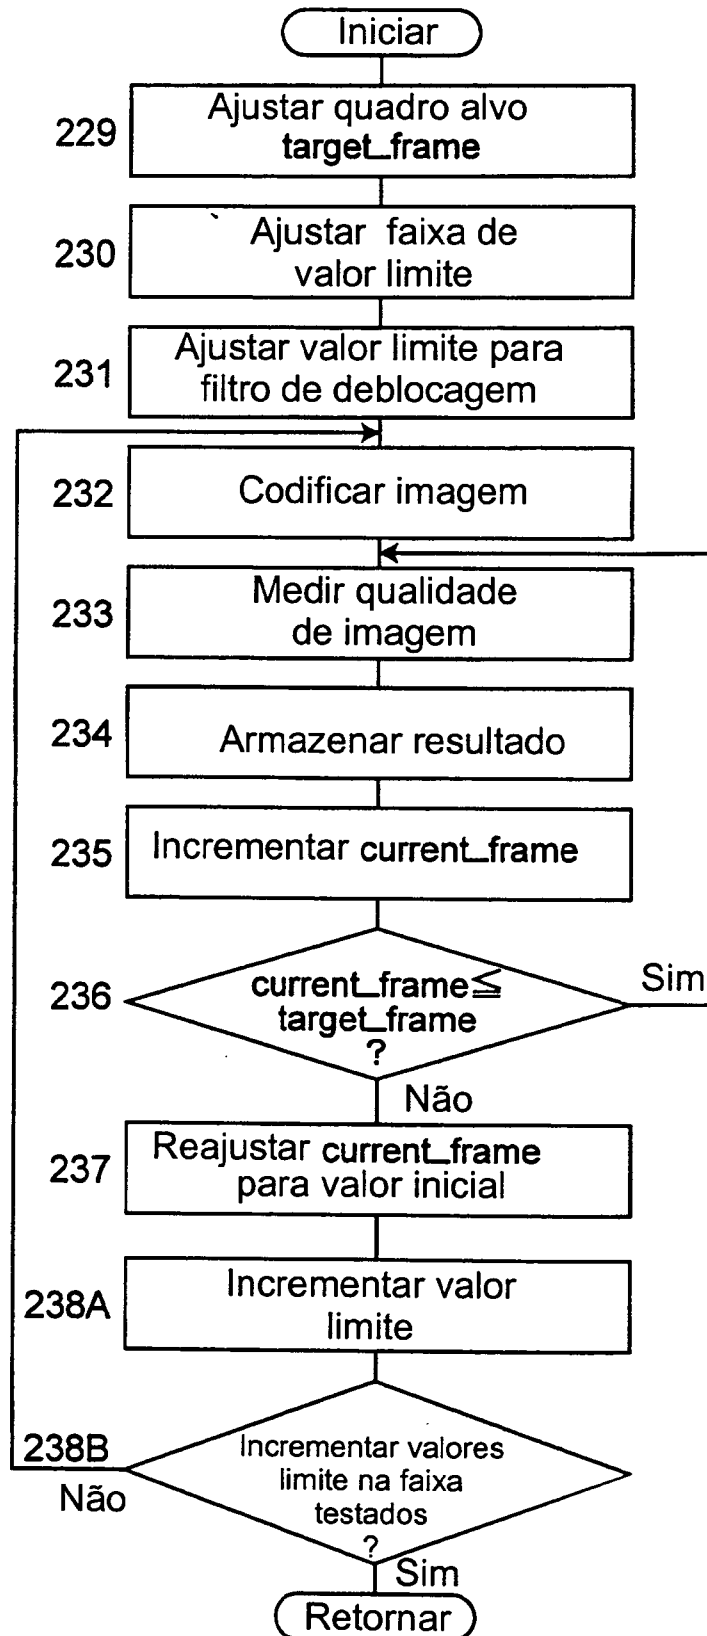 Iniciar
229
Ajustar quadro alvo
target_frame
230
Ajustar faixa de
valor limite
231
Ajustar valor limite para
filtro de deblocagem
232
Codificar imagem
233
Medir qualidade
de imagem
234
Armazenar resultado
235
Incrementar current_frame
236
current_frame≦
target_frame
?
Sim
Não
237
Reajustar current_frame
para valor inicial
238A
Incrementar valor
limite
238B
Incrementar valores
limite na faixa
testados
?
Não
Sim
Retornar